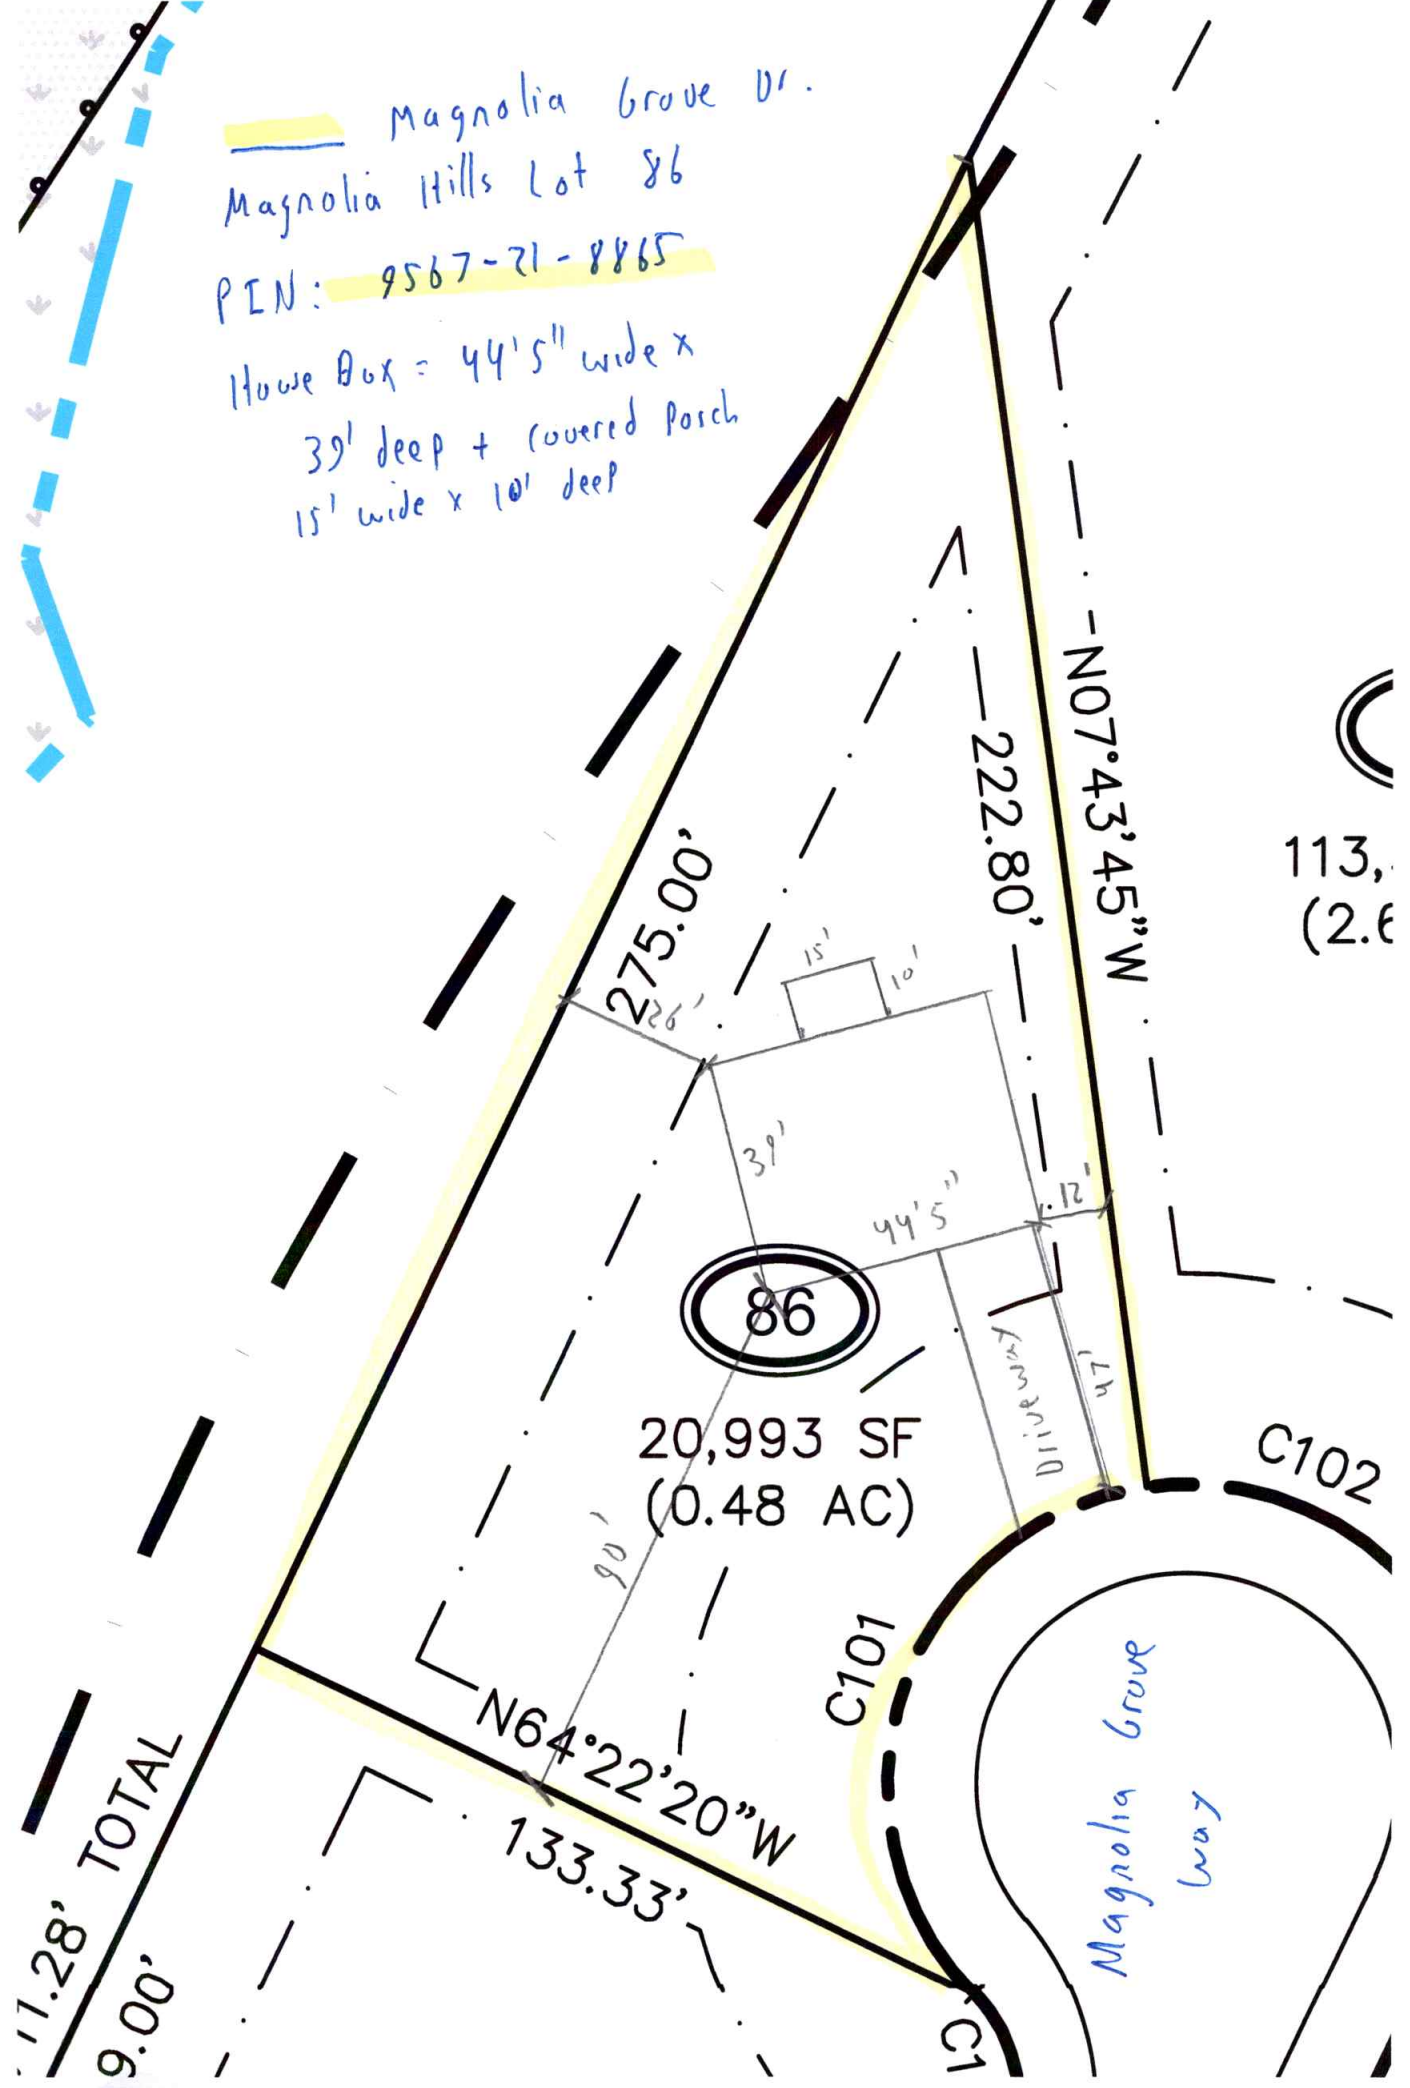 Magnolia Grove Dr.
Magnolia Hills Lot 86
PIN: 9567-21-8865
House Box = 44'5" wide x
39' deep + covered Porch
15' wide x 10' deep
N07°43'45"W
222.80'
275.00'
113,
(2.6
15'
10'
26'
39'
44'5"
12'
86
20,993 SF
(0.48 AC)
Driveway
47'
90'
C102
C101
N64°22'20"W
133.33'
Magnolia Grove
Way
TOTAL
11.28'
9.00'
C1